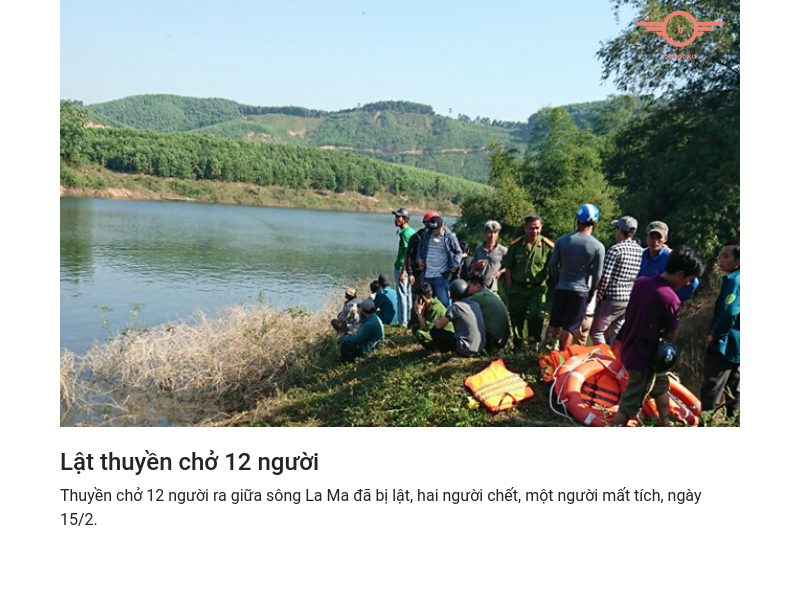 Lật thuyền chở 12 người
Thuyền chở 12 người ra giữa sông La Ma đã bị lật, hai người chết, một người mất tích, ngày
15/2.